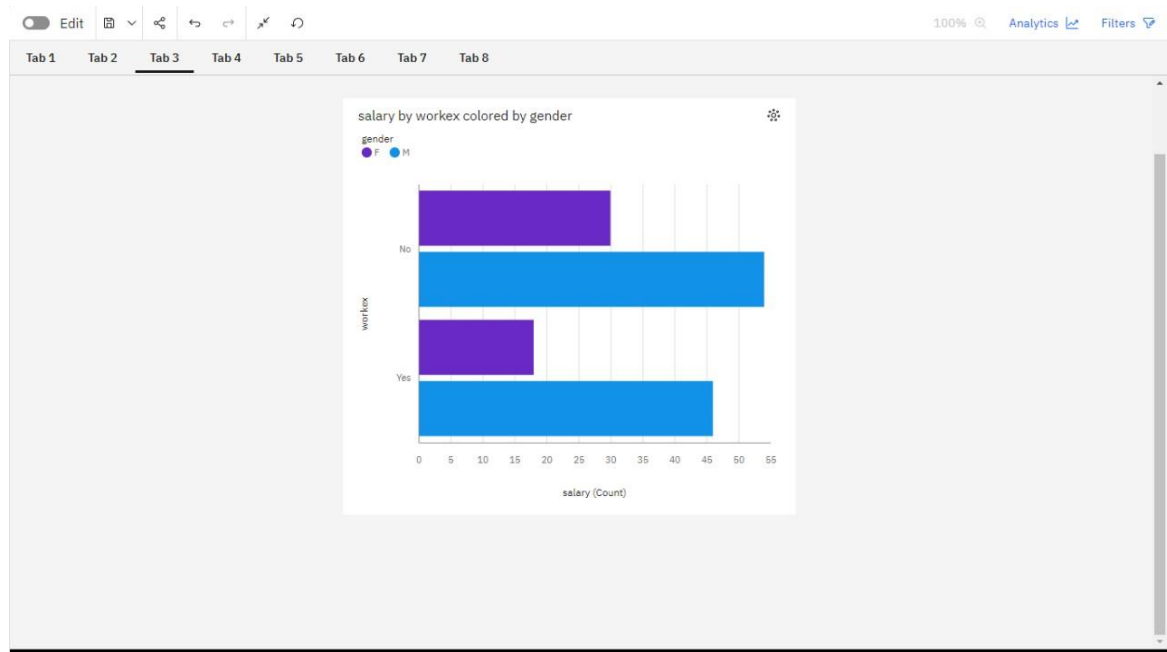 Edit 100% Analytics Filters
Tab 1 Tab 2 Tab 3 Tab 4 Tab 5 Tab 6 Tab 7 Tab 8
salary by workex colored by gender
gender
F M
No
workex
Yes
0 5 10 15 20 25 30 35 40 45 50 55
salary (Count)